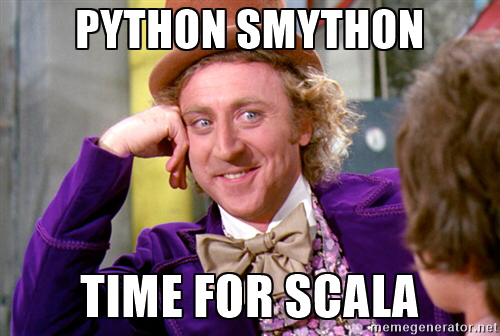 PYTHON SMYTHON
TIME FOR SCALA
memegenerator.net